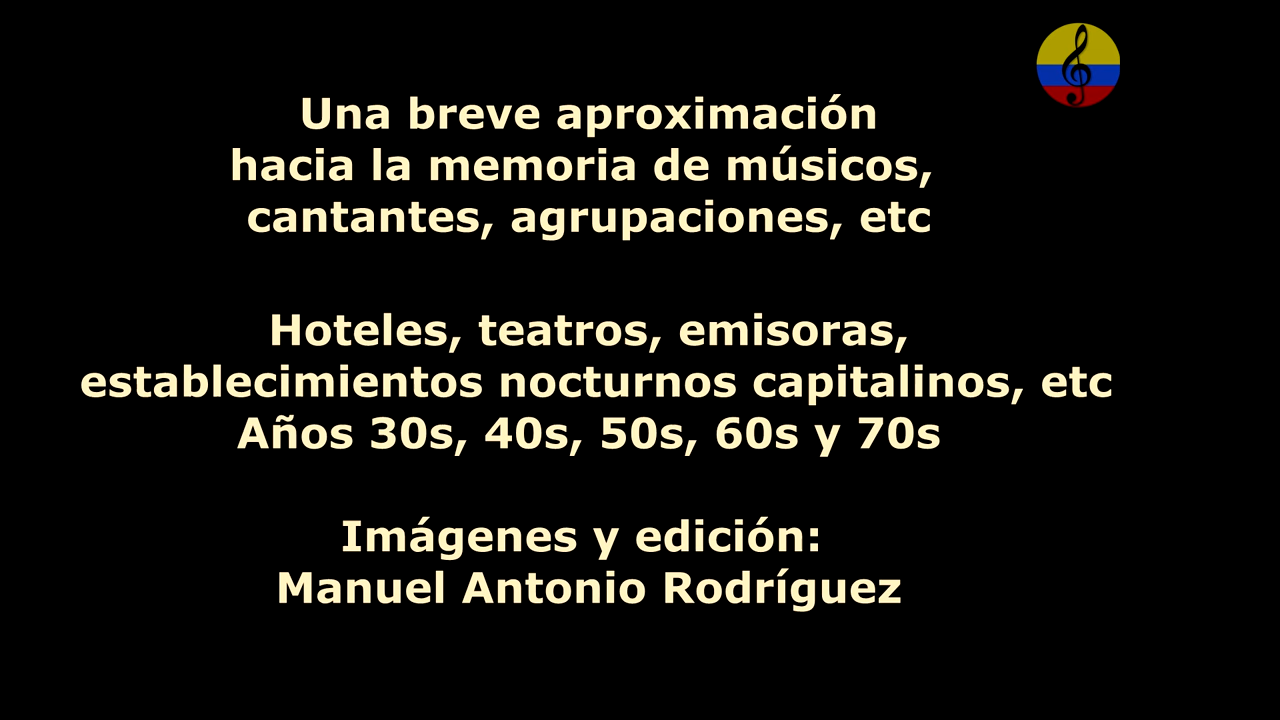 Una breve aproximación
hacia la memoria de músicos,
cantantes, agrupaciones, etc
Hoteles, teatros, emisoras,
establecimientos nocturnos capitalinos, etc
Años 30s, 40s, 50s, 60s y 70s
Imágenes y edición:
Manuel Antonio Rodríguez